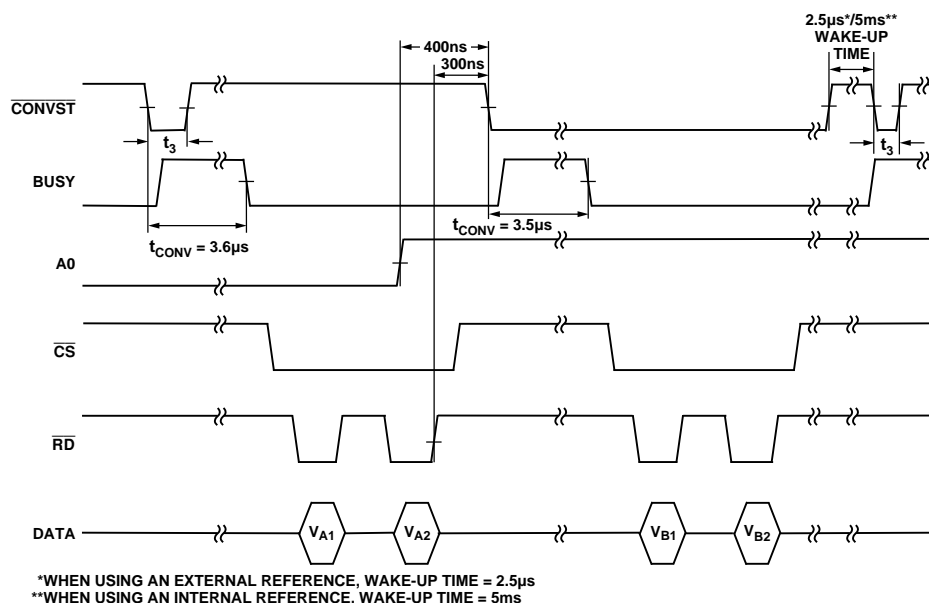 2.5µs*/5ms**
WAKE-UP
TIME
400ns
300ns
CONVST
t3
t3
BUSY
tCONV = 3.6µs
tCONV = 3.5µs
A0
CS
RD
DATA
VA1
VA2
VB1
VB2
*WHEN USING AN EXTERNAL REFERENCE, WAKE-UP TIME = 2.5µs
**WHEN USING AN INTERNAL REFERENCE, WAKE-UP TIME = 5ms